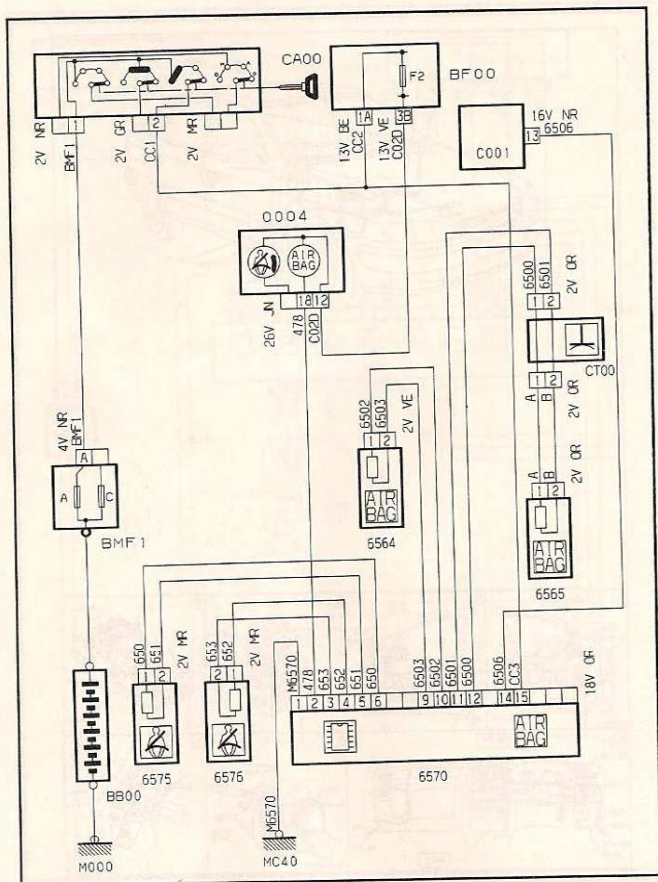 CA00
F2
BF00
1A
3B
13V BE
CC2
13V VE
C02D
16V NR
6506
13
C001
1
2
2V NR
BMF1
2V GR
CC1
2V MR
0004
AIR
BAG
18
12
26V JN
478
C02D
6500
6501
1
2
2V OR
CT00
1
2
A
B
2V OR
6502
6503
1
2
2V VE
AIR
BAG
6564
4V NR
BMF1
A
A
C
BMF1
A
B
1
2
2V OR
AIR
BAG
6565
650
651
1
2
2V MR
6575
653
652
2
1
2V MR
6576
M6570
478
653
652
651
650
6503
6502
6501
6500
6506
CC3
1
2
3
4
5
6
9
10
11
12
14
15
18V OR
AIR
BAG
6570
BB00
M000
M6570
MC40